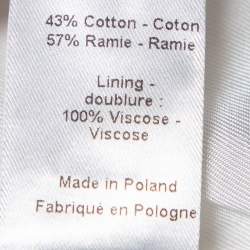 43% Cotton - Coton
57% Ramie - Ramie
Lining -
doublure :
100% Viscose -
Viscose
Made in Poland
Fabriqué en Pologne